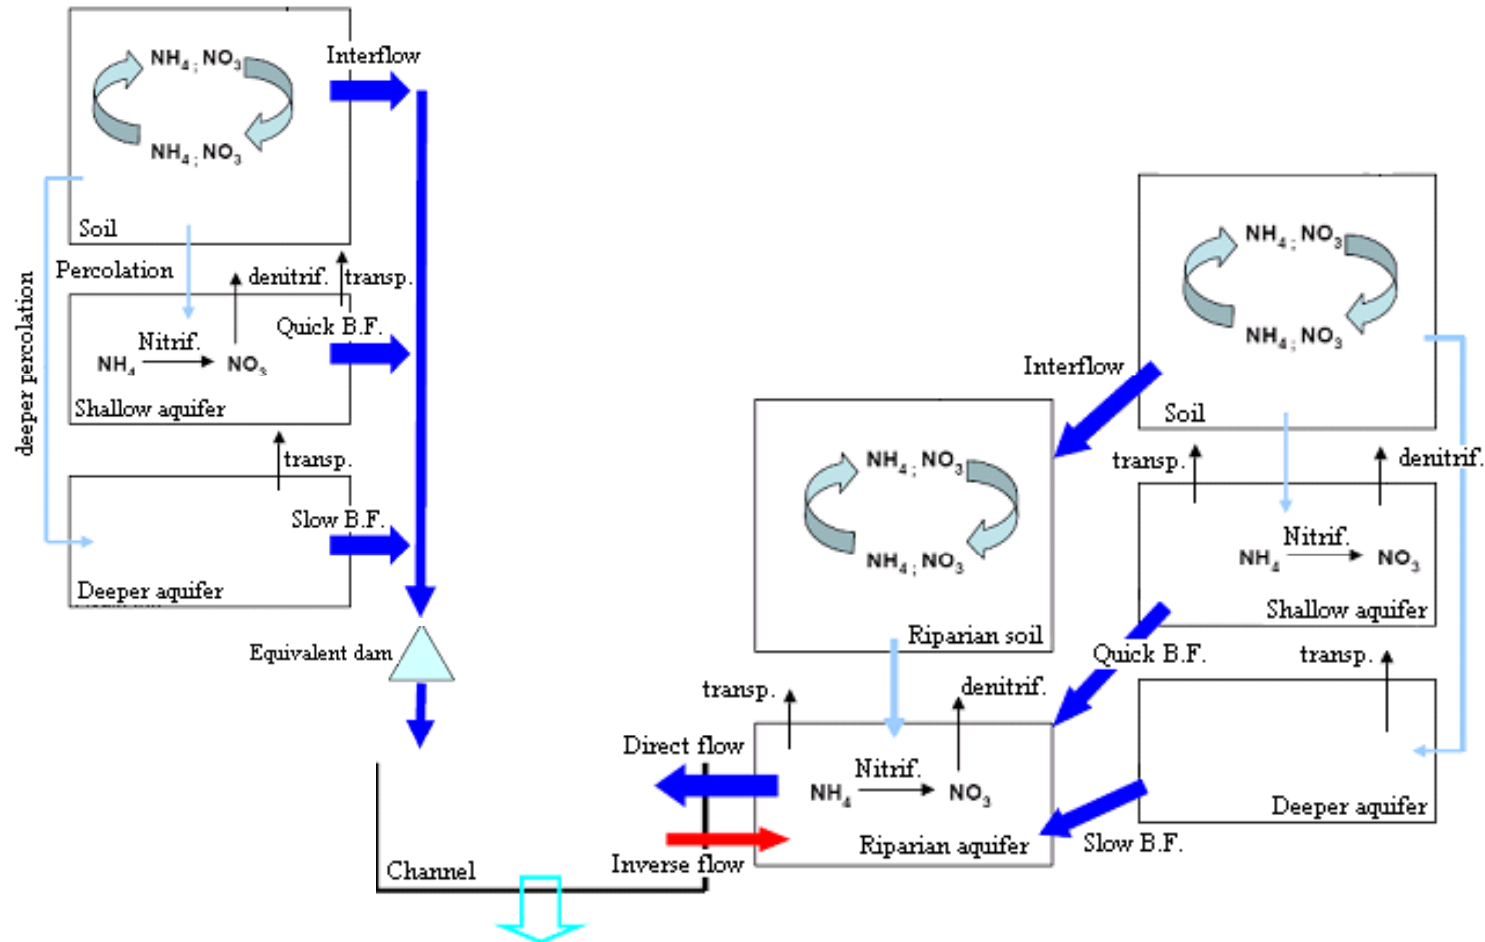 NH4 ; NO3
Interflow
NH4 ; NO3
Soil
Percolation
denitrif.
transp.
deeper percolation
Quick B.F.
Nitrif.
NH4
NO3
Shallow aquifer
transp.
Slow B.F.
Deeper aquifer
Equivalent dam
Channel
NH4 ; NO3
NH4 ; NO3
Interflow
Soil
NH4 ; NO3
NH4 ; NO3
Riparian soil
transp.
denitrif.
Nitrif.
NH4
NO3
Shallow aquifer
Quick B.F.
transp.
Deeper aquifer
Slow B.F.
transp.
denitrif.
Direct flow
Nitrif.
NH4
NO3
Riparian aquifer
Inverse flow